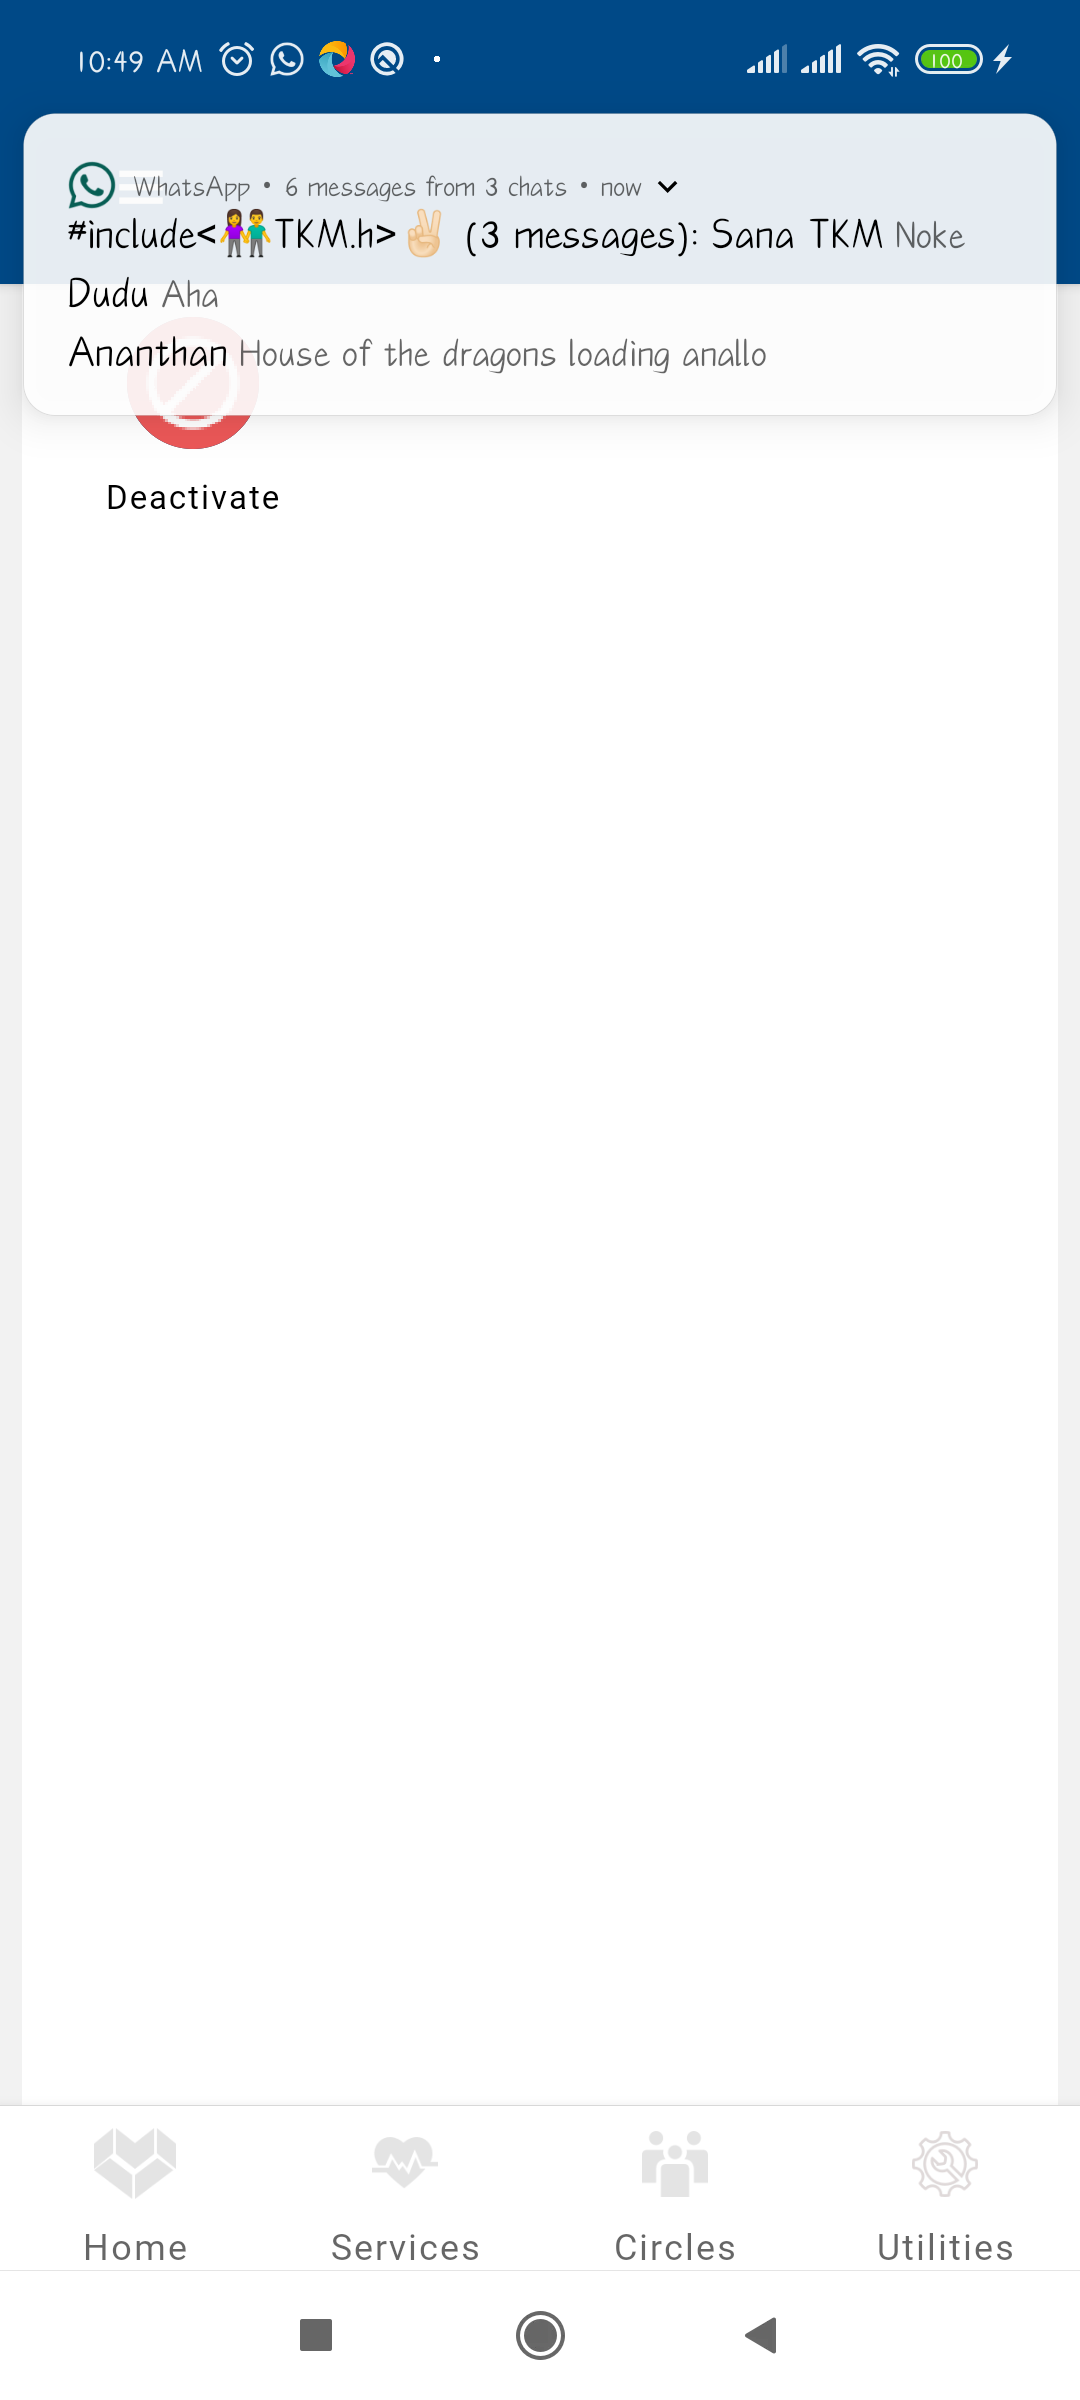 10:49 AM 100
WhatsApp • 6 messages from 3 chats • now
#include<👫TKM.h>✌🏻 (3 messages): Sana TKM Noke
Dudu Aha
Ananthan House of the dragons loading anallo
Deactivate
Home Services Circles Utilities